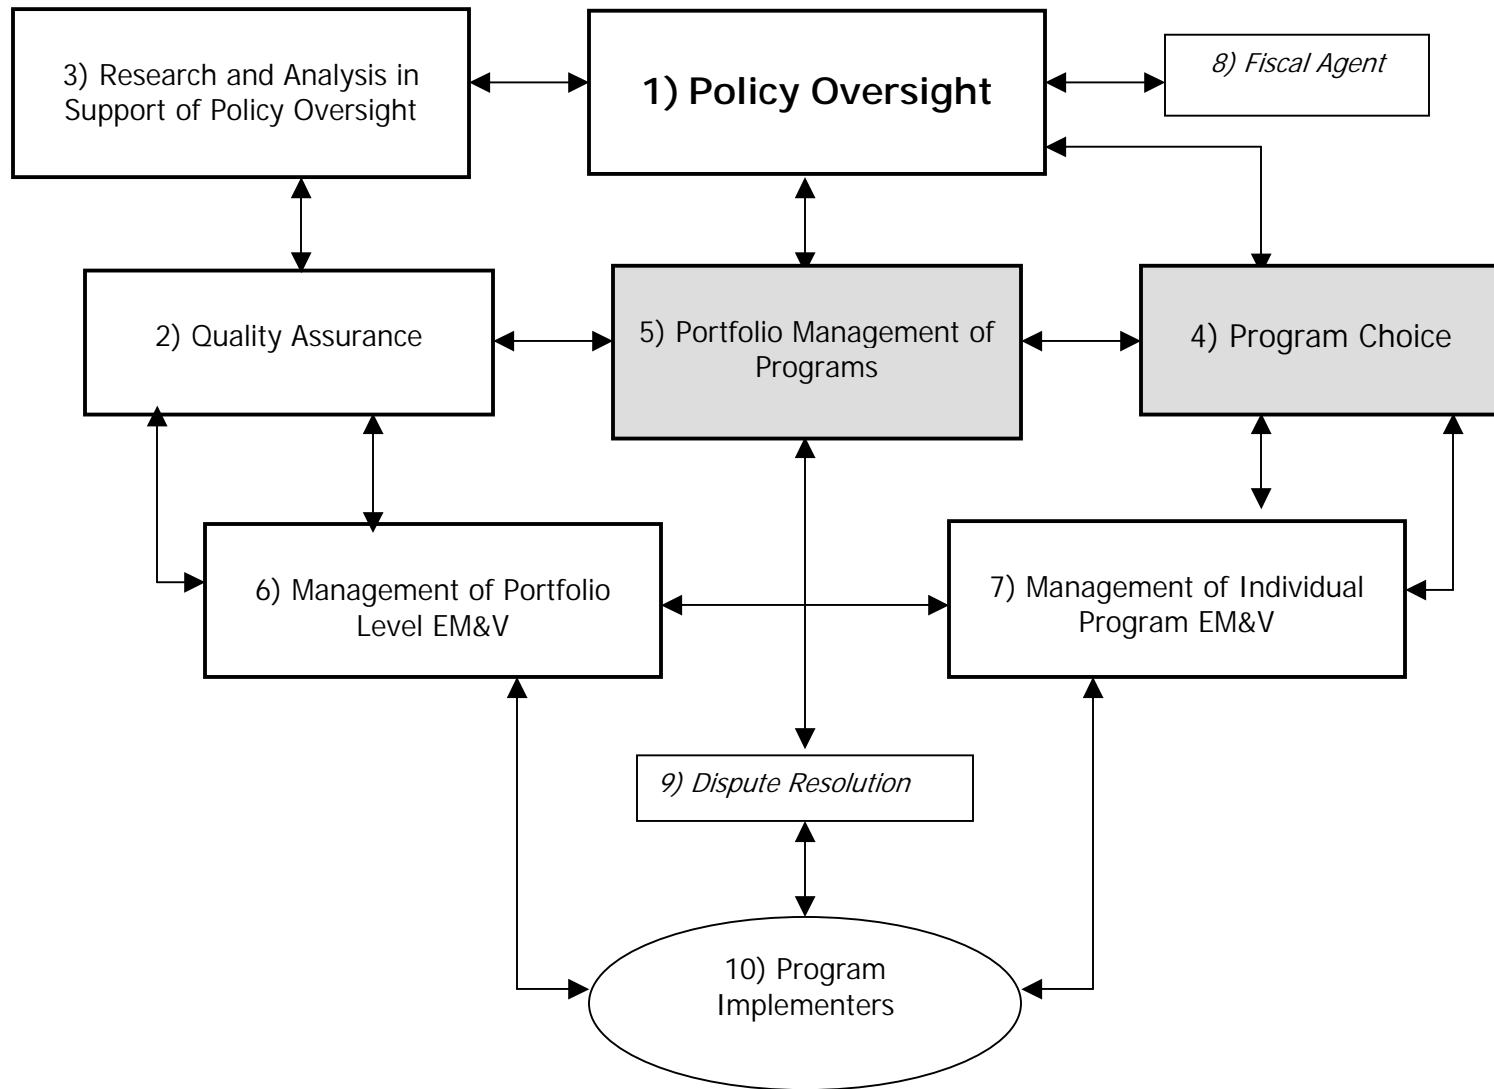 3) Research and Analysis in
Support of Policy Oversight
1) Policy Oversight
8) Fiscal Agent
2) Quality Assurance
5) Portfolio Management of
Programs
4) Program Choice
6) Management of Portfolio
Level EM&V
7) Management of Individual
Program EM&V
9) Dispute Resolution
10) Program
Implementers